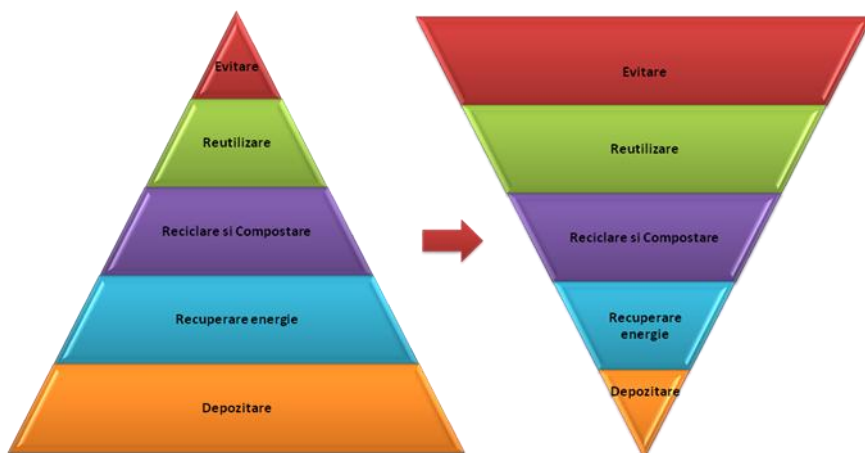 Evitare
Reutilizare
Reciclare si Compostare
Recuperare energie
Depozitare
Evitare
Reutilizare
Reciclare si Compostare
Recuperare
energie
Depozitare